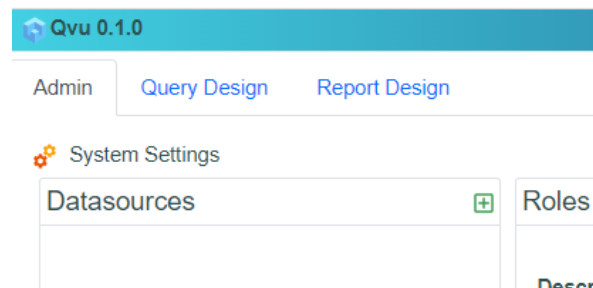 Qvu 0.1.0
Admin Query Design Report Design
System Settings
Datasources Roles